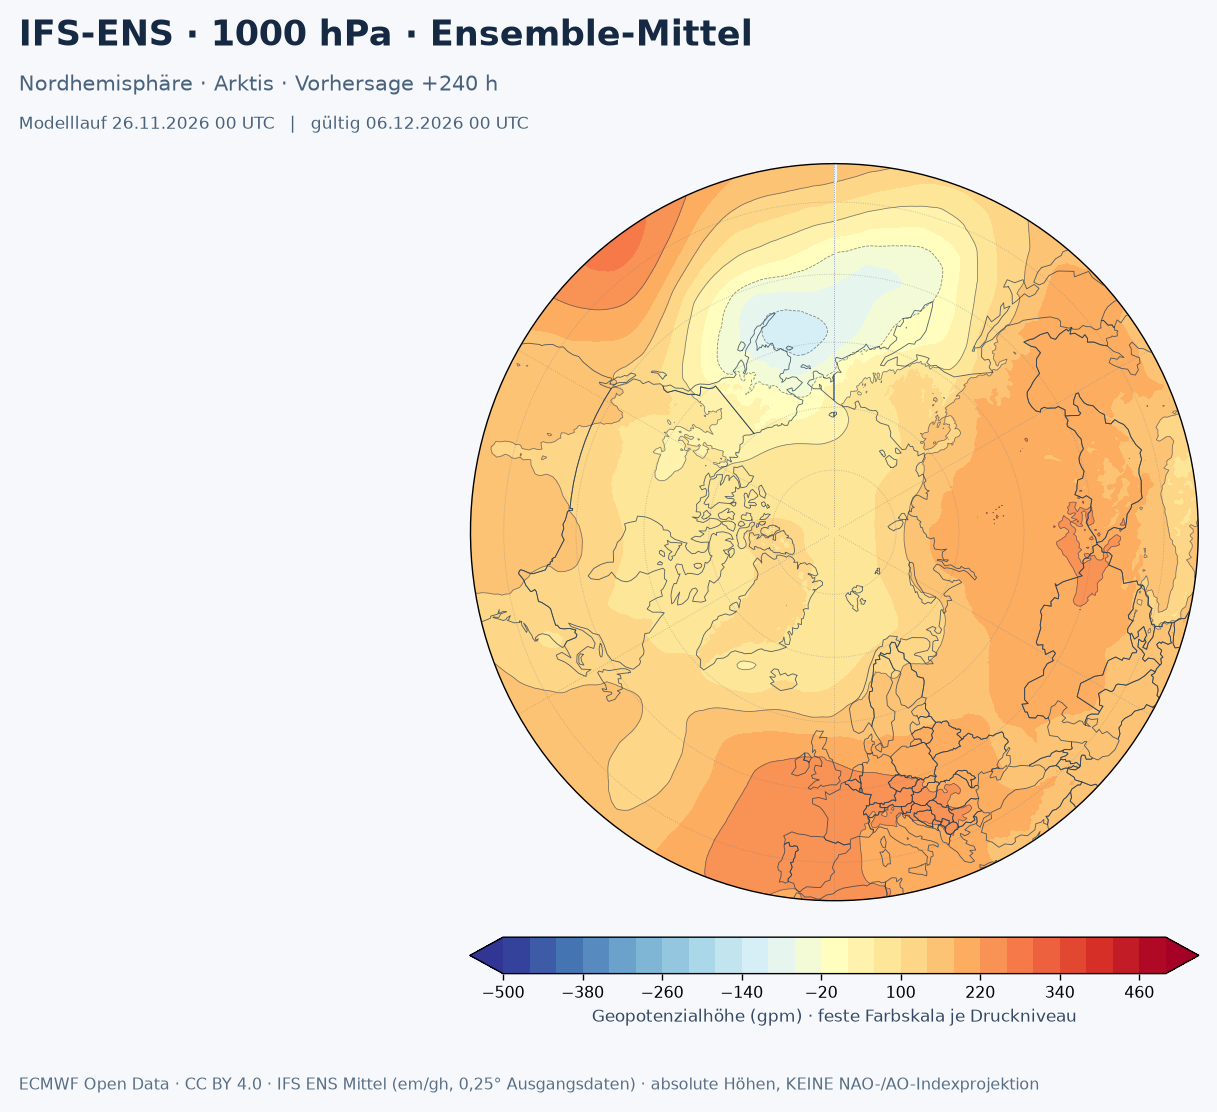 IFS-ENS · 1000 hPa · Ensemble-Mittel
Nordhemisphäre · Arktis · Vorhersage +240 h
Modelllauf 26.11.2026 00 UTC | gültig 06.12.2026 00 UTC
−500 −380 −260 −140 −20 100 220 340 460
Geopotenzialhöhe (gpm) · feste Farbskala je Druckniveau
ECMWF Open Data · CC BY 4.0 · IFS ENS Mittel (em/gh, 0,25° Ausgangsdaten) · absolute Höhen, KEINE NAO-/AO-Indexprojektion